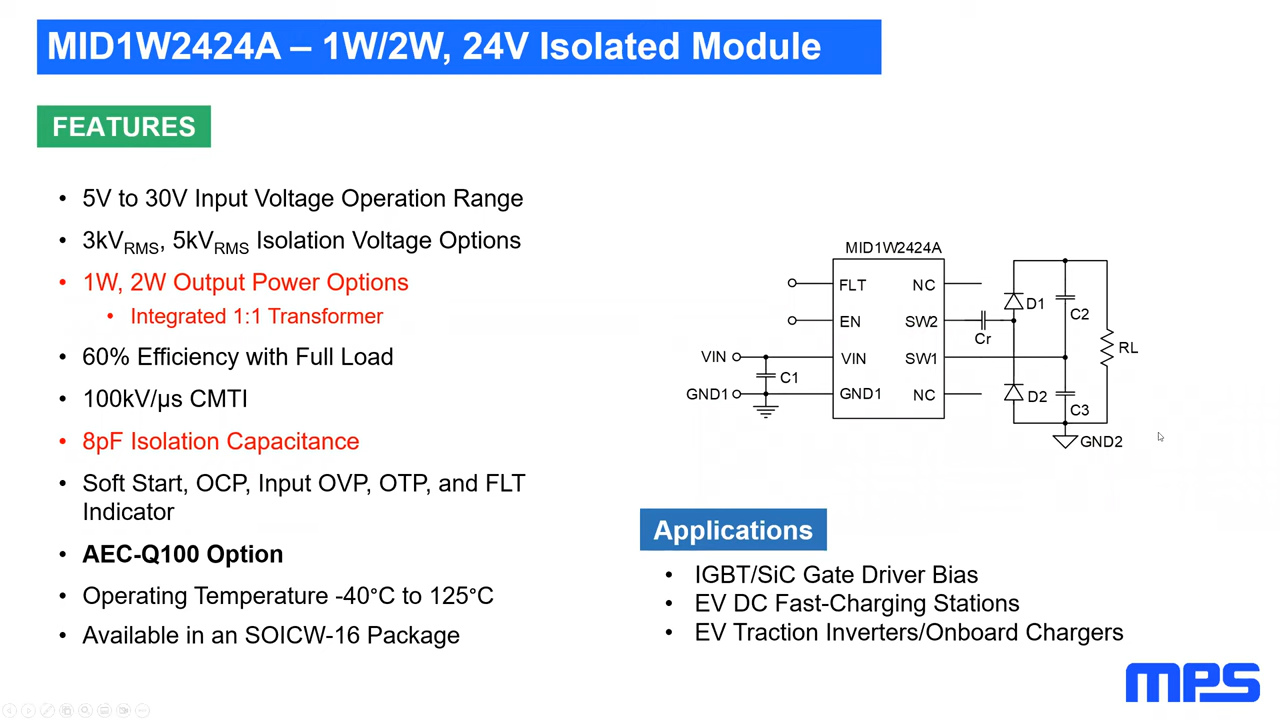 MID1W2424A – 1W/2W, 24V Isolated Module
FEATURES
• 5V to 30V Input Voltage Operation Range
• 3kVRMS, 5kVRMS Isolation Voltage Options
• 1W, 2W Output Power Options
• Integrated 1:1 Transformer
• 60% Efficiency with Full Load
• 100kV/μs CMTI
• 8pF Isolation Capacitance
• Soft Start, OCP, Input OVP, OTP, and FLT
Indicator
• AEC-Q100 Option
• Operating Temperature -40°C to 125°C
• Available in an SOICW-16 Package
MID1W2424A
FLT
NC
EN
SW2
VIN
VIN
SW1
GND1
GND1
NC
C1
Cr
D1
D2
C2
C3
RL
GND2
Applications
• IGBT/SiC Gate Driver Bias
• EV DC Fast-Charging Stations
• EV Traction Inverters/Onboard Chargers
mps